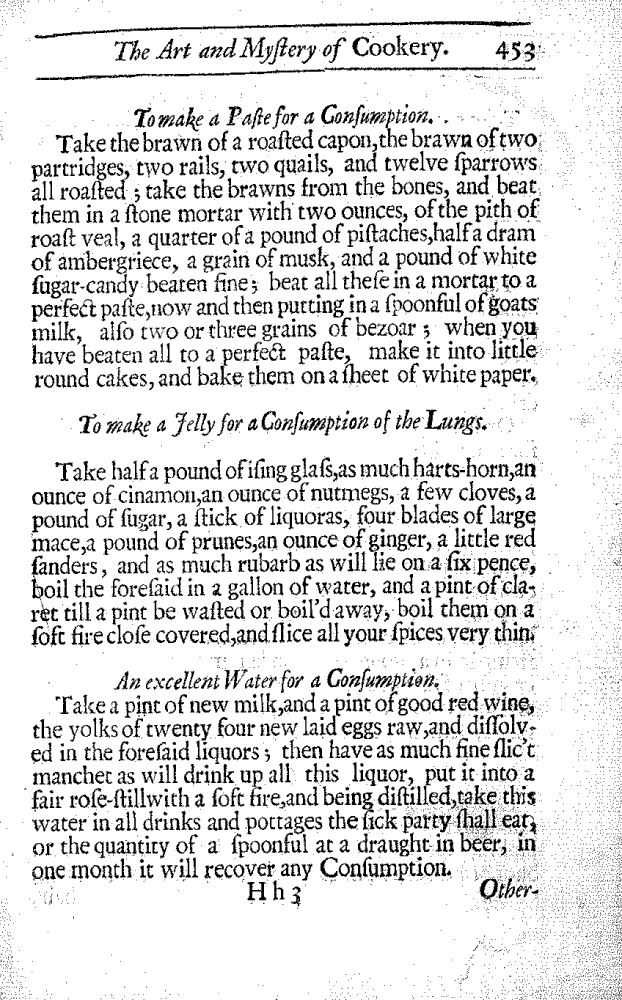 The Art and Myſtery of Cookery. 453
To make a Paſte for a Conſumption.
Take the brawn of a roaſted capon, the brawn of two
partridges, two rails, two quails, and twelve ſparrows
all roaſted ; take the brawns from the bones, and beat
them in a ſtone mortar with two ounces, of the pith of
roaſt veal, a quarter of a pound of piſtaches, half a dram
of ambergriece, a grain of musk, and a pound of white
ſugar-candy beaten fine ; beat all theſe in a mortar to a
perfect paſte, now and then putting in a ſpoonful of goats
milk, alſo two or three grains of bezoar ; when you
have beaten all to a perfect paſte, make it into little
round cakes, and bake them on a ſheet of white paper.
To make a Jelly for a Conſumption of the Lungs.
Take half a pound of iſing glaſs, as much harts-horn, an
ounce of cinamon, an ounce of nutmegs, a few cloves, a
pound of ſugar, a ſtick of liquoras, four blades of large
mace, a pound of prunes, an ounce of ginger, a little red
ſanders, and as much rubarb as will lie on a ſix pence,
boil the foreſaid in a gallon of water, and a pint of cla-
ret till a pint be waſted or boil'd away, boil them on a
ſoft fire cloſe covered, and ſlice all your ſpices very thin.
An excellent Water for a Conſumption.
Take a pint of new milk, and a pint of good red wine,
the yolks of twenty four new laid eggs raw, and diſſolv-
ed in the foreſaid liquors ; then have as much fine ſlic't
manchet as will drink up all this liquor, put it into a
fair roſe-ſtill with a ſoft fire, and being diſtilled, take this
water in all drinks and pottages the ſick party ſhall eat,
or the quantity of a ſpoonful at a draught in beer, in
one month it will recover any Conſumption.
H h 3 Other-